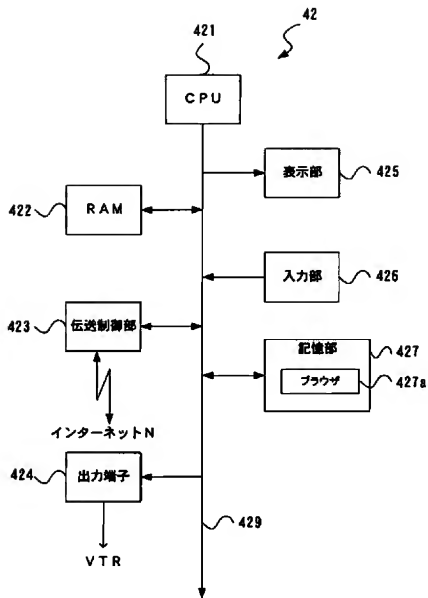 42
421
CPU
表示部
425
422
RAM
入力部
426
423
伝送制御部
記憶部
427
ブラウザ
427a
インターネットN
424
出力端子
429
VTR